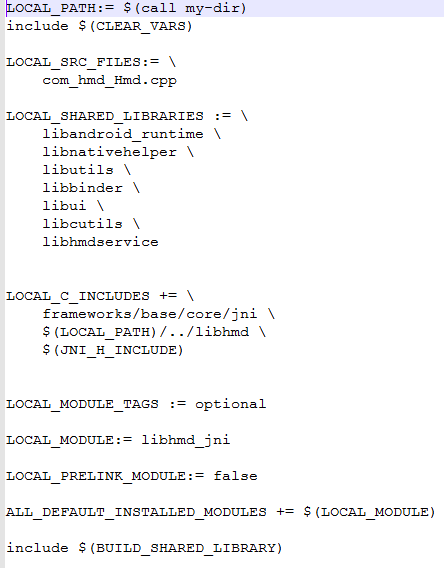 LOCAL_PATH:= $(call my-dir)
include $(CLEAR_VARS)
LOCAL_SRC_FILES:= \
com_hmd_Hmd.cpp
LOCAL_SHARED_LIBRARIES := \
libandroid_runtime \
libnativehelper \
libutils \
libbinder \
libui \
libcutils \
libhmdservice
LOCAL_C_INCLUDES += \
frameworks/base/core/jni \
$(LOCAL_PATH)/../libhmd \
$(JNI_H_INCLUDE)
LOCAL_MODULE_TAGS := optional
LOCAL_MODULE:= libhmd_jni
LOCAL_PRELINK_MODULE:= false
ALL_DEFAULT_INSTALLED_MODULES += $(LOCAL_MODULE)
include $(BUILD_SHARED_LIBRARY)